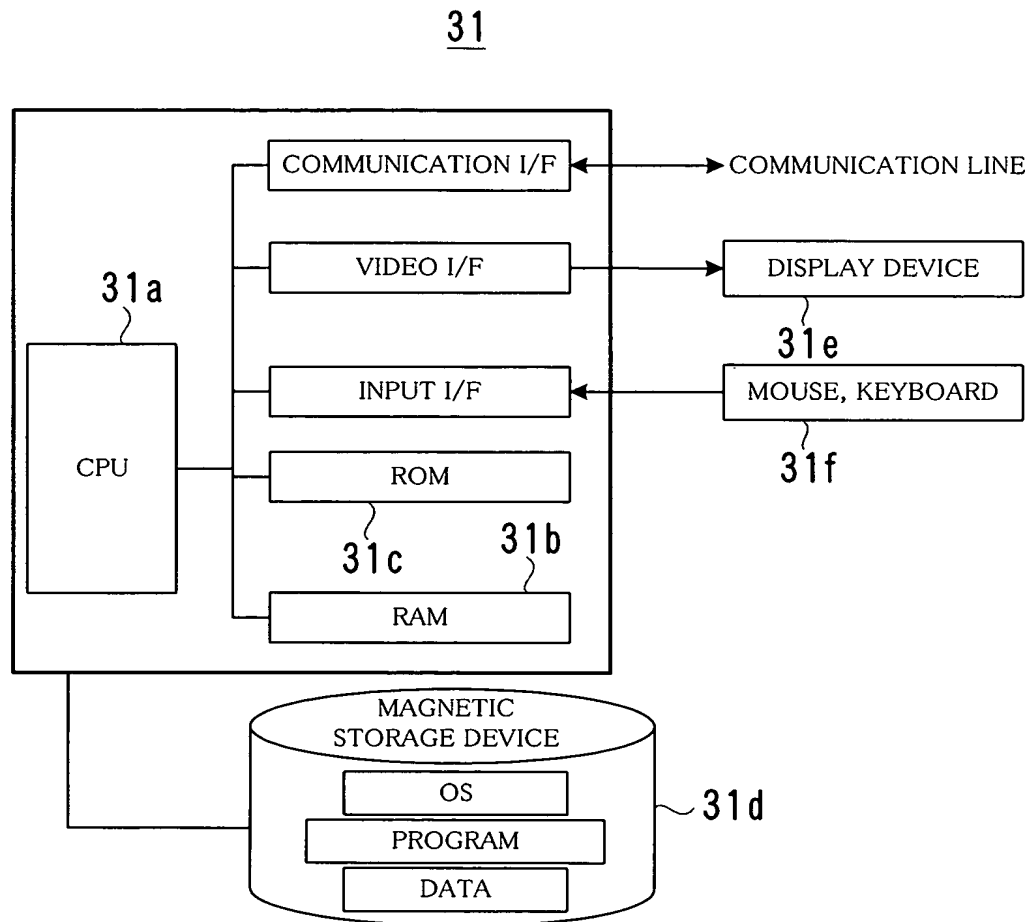 31
COMMUNICATION I/F
COMMUNICATION LINE
VIDEO I/F
DISPLAY DEVICE
31a
31e
INPUT I/F
MOUSE, KEYBOARD
31f
CPU
ROM
31c
31b
RAM
MAGNETIC
STORAGE DEVICE
OS
31d
PROGRAM
DATA